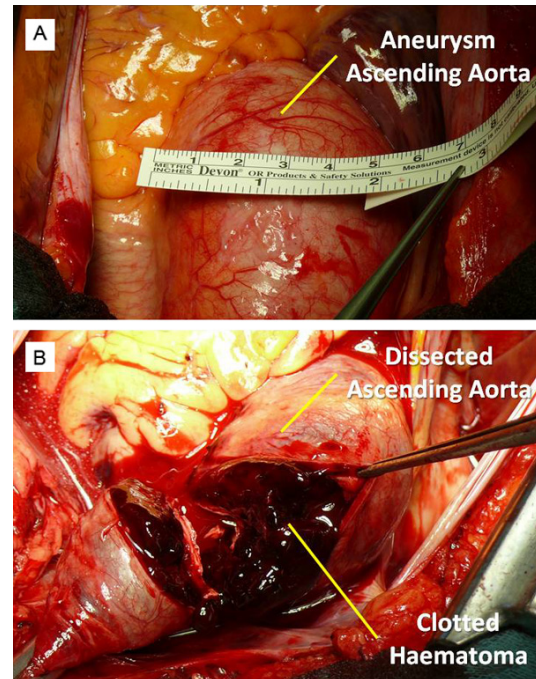 A
Aneurysm
Ascending Aorta
METRIC 1 2 3 4 5 6 7 8
INCHES Devon® OR Products & Safety Solutions Measurement device
1 2 3
B
Dissected
Ascending Aorta
Clotted
Haematoma